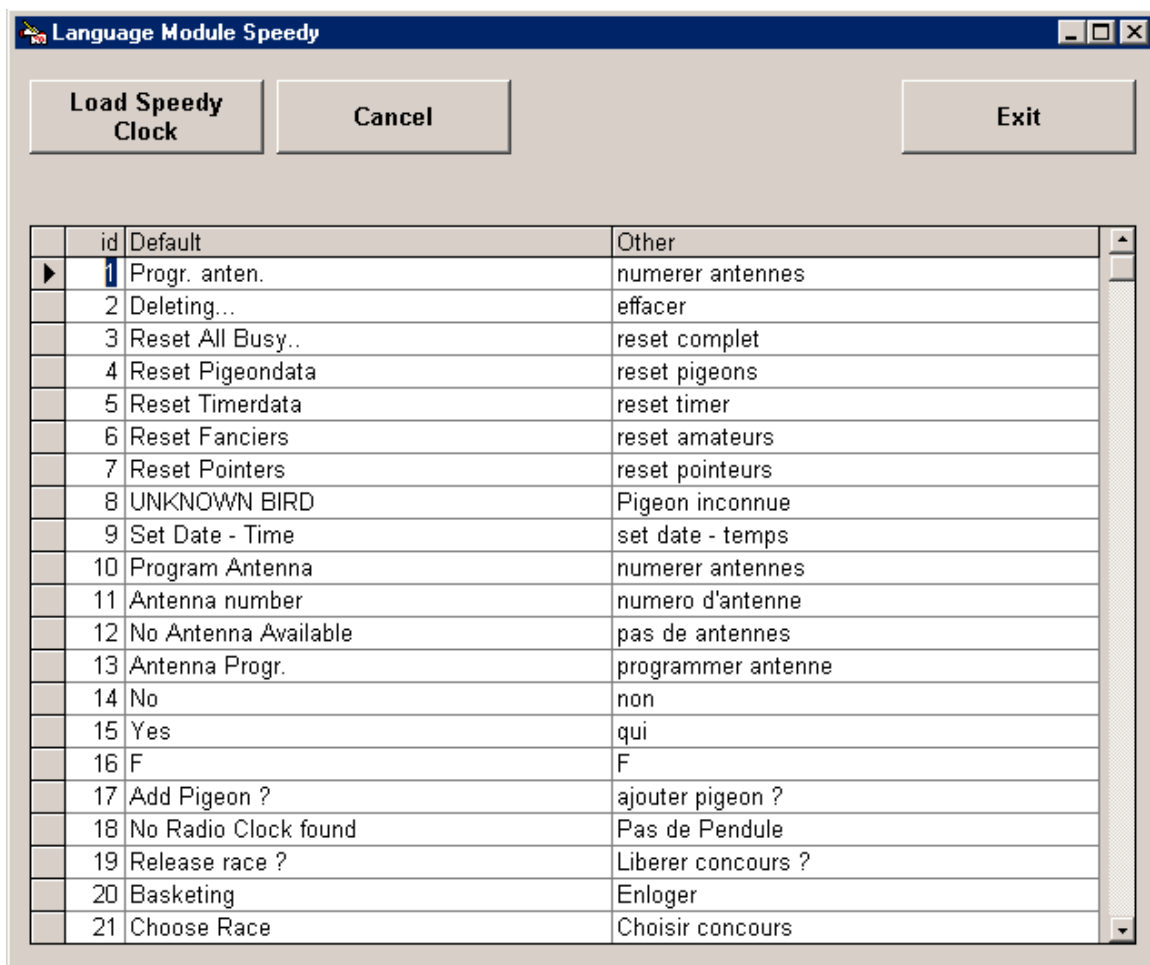 Language Module Speedy
Load Speedy
Clock
Cancel
Exit
id Default Other
1 Progr. anten. numerer antennes
2 Deleting... effacer
3 Reset All Busy.. reset complet
4 Reset Pigeondata reset pigeons
5 Reset Timerdata reset timer
6 Reset Fanciers reset amateurs
7 Reset Pointers reset pointeurs
8 UNKNOWN BIRD Pigeon inconnue
9 Set Date - Time set date - temps
10 Program Antenna numerer antennes
11 Antenna number numero d'antenne
12 No Antenna Available pas de antennes
13 Antenna Progr. programmer antenne
14 No non
15 Yes qui
16 F F
17 Add Pigeon ? ajouter pigeon ?
18 No Radio Clock found Pas de Pendule
19 Release race ? Liberer concours ?
20 Basketing Enloger
21 Choose Race Choisir concours